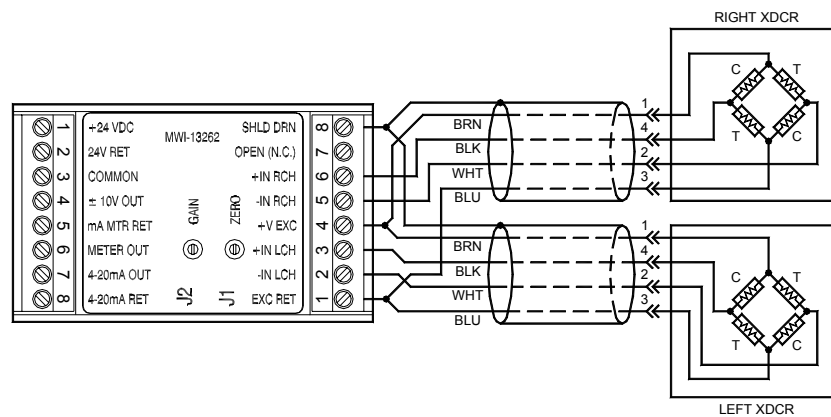 RIGHT XDCR
C T
T C
1 +24 VDC MWI-13262 SHLD DRN 8
2 24V RET OPEN (N.C.) 7
3 COMMON +IN RCH 6
4 ± 10V OUT -IN RCH 5
5 mA MTR RET GAIN ZERO +V EXC 4
6 METER OUT +IN LCH 3
7 4-20mA OUT -IN LCH 2
8 4-20mA RET J2 J1 EXC RET 1
BRN 1
BLK 4
WHT 2
BLU 3
BRN 1
BLK 4
WHT 2
BLU 3
C T
T C
LEFT XDCR